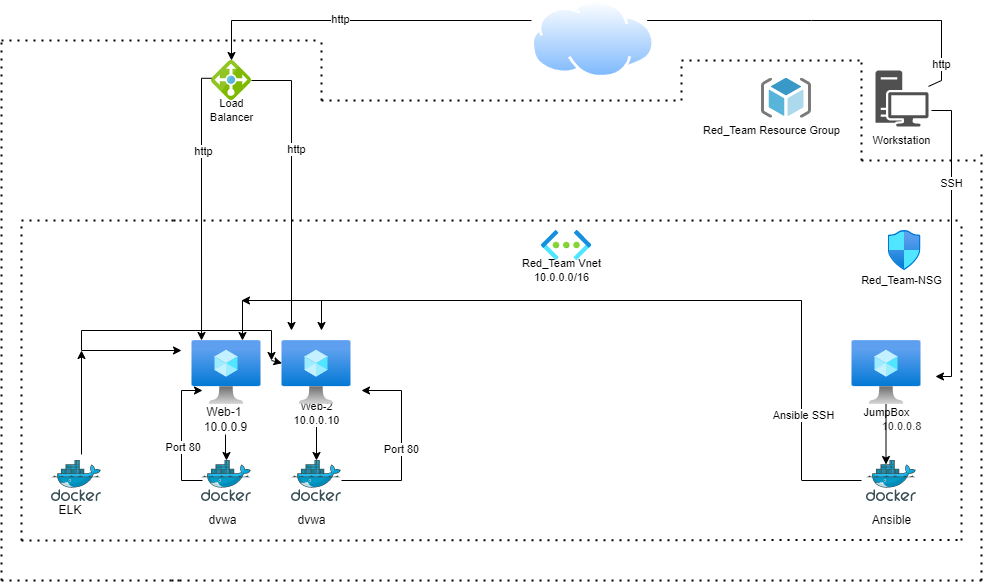 http
http
Load
Balancer
Red_Team Resource Group
Workstation
http
http
SSH
Red_Team Vnet
10.0.0.0/16
Red_Team-NSG
Web-1
10.0.0.9
Web-2
10.0.0.10
Ansible SSH
JumpBox
10.0.0.8
Port 80
Port 80
docker
ELK
docker
dvwa
docker
dvwa
docker
Ansible